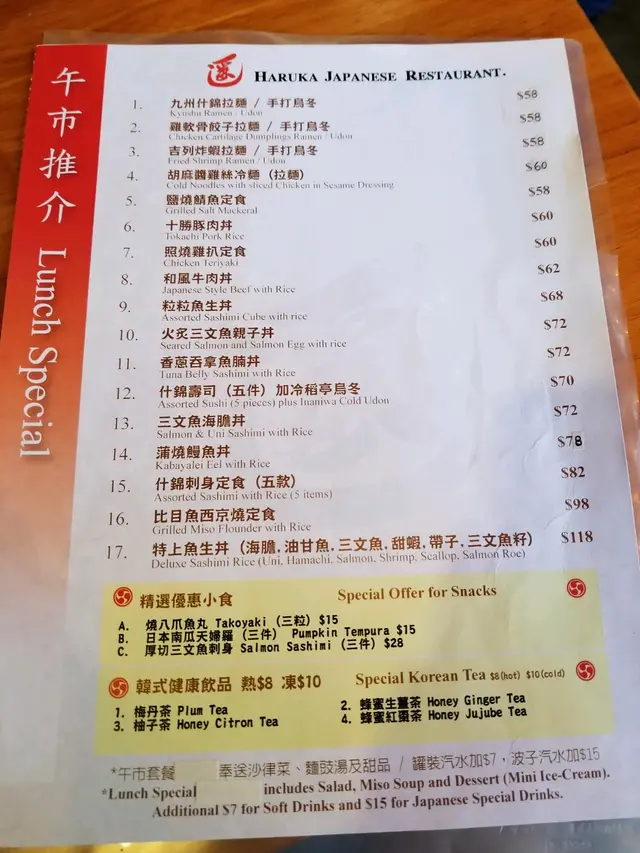 午市推介 Lunch Special
HARUKA JAPANESE RESTAURANT.
1. 九州什錦拉麵 / 手打烏冬 $58
Kyushu Ramen / Udon
2. 雞軟骨餃子拉麵 / 手打烏冬 $58
Chicken Cartilage Dumplings Ramen / Udon
3. 吉列炸蝦拉麵 / 手打烏冬 $58
Fried Shrimp Ramen / Udon
4. 胡麻醬雞絲冷麵（拉麵） $60
Cold Noodles with sliced Chicken in Sesame Dressing
5. 鹽燒鯖魚定食 $58
Grilled Salt Mackeral
6. 十勝豚肉丼 $60
Tokachi Pork Rice
7. 照燒雞扒定食 $60
Chicken Teriyaki
8. 和風牛肉丼 $62
Japanese Style Beef with Rice
9. 粒粒魚生丼 $68
Assorted Sashimi Cube with rice
10. 火炙三文魚親子丼 $72
Seared Salmon and Salmon Egg with rice
11. 香蔥吞拿魚腩丼 $72
Tuna Belly Sashimi with Rice
12. 什錦壽司（五件）加冷稻亭烏冬 $70
Assorted Sushi (5 pieces) plus Inaniwa Cold Udon
13. 三文魚海膽丼 $72
Salmon & Uni Sashimi with Rice
14. 蒲燒鰻魚丼 $78
Kabayalei Eel with Rice
15. 什錦刺身定食（五款） $82
Assorted Sashimi with Rice (5 items)
16. 比目魚西京燒定食 $98
Grilled Miso Flounder with Rice
17. 特上魚生丼（海膽, 油甘魚, 三文魚, 甜蝦, 帶子, 三文魚籽） $118
Deluxe Sashimi Rice (Uni, Hamachi, Salmon, Shrimp, Scallop, Salmon Roe)
精選優惠小食 Special Offer for Snacks
A. 燒八爪魚丸 Takoyaki (三粒) $15
B. 日本南瓜天婦羅 (三件) Pumpkin Tempura $15
C. 厚切三文魚刺身 Salmon Sashimi (三件) $28
韓式健康飲品 熱$8 凍$10 Special Korean Tea $8(hot) $10(cold)
1. 梅丹茶 Plum Tea 2. 蜂蜜生薑茶 Honey Ginger Tea
3. 柚子茶 Honey Citron Tea 4. 蜂蜜紅棗茶 Honey Jujube Tea
*午市套餐 奉送沙律菜、麵豉湯及甜品 / 罐裝汽水加$7，波子汽水加$15
*Lunch Special includes Salad, Miso Soup and Dessert (Mini Ice-Cream).
Additional $7 for Soft Drinks and $15 for Japanese Special Drinks.